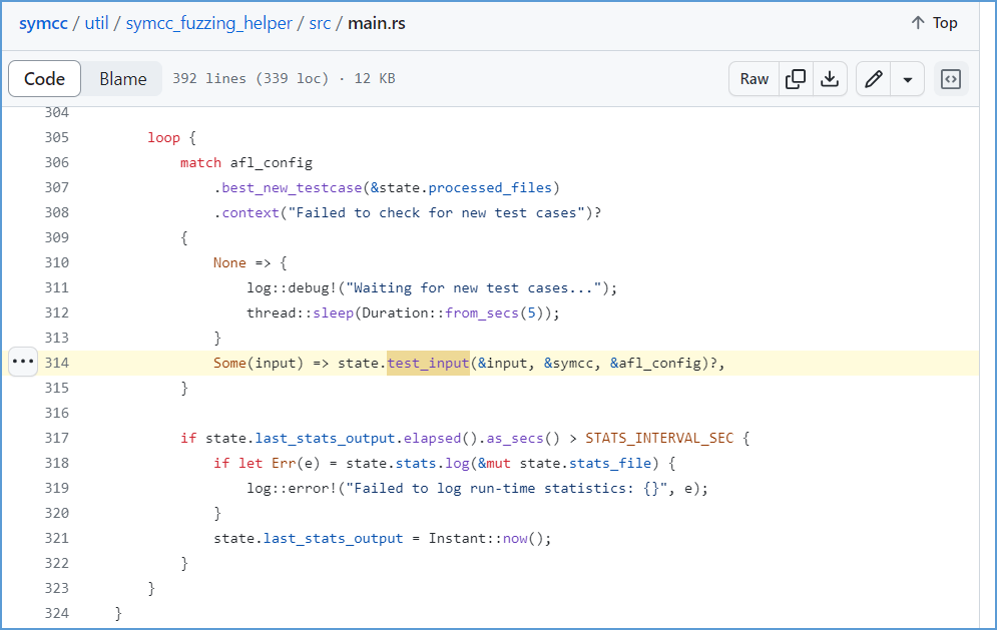 symcc / util / symcc_fuzzing_helper / src / main.rs
Top
Code Blame 392 lines (339 loc) · 12 KB
Raw
304
305 loop {
306 match afl_config
307 .best_new_testcase(&state.processed_files)
308 .context("Failed to check for new test cases")?
309 {
310 None => {
311 log::debug!("Waiting for new test cases...");
312 thread::sleep(Duration::from_secs(5));
313 }
314 Some(input) => state.test_input(&input, &symcc, &afl_config)?,
315 }
316
317 if state.last_stats_output.elapsed().as_secs() > STATS_INTERVAL_SEC {
318 if let Err(e) = state.stats.log(&mut state.stats_file) {
319 log::error!("Failed to log run-time statistics: {}", e);
320 }
321 state.last_stats_output = Instant::now();
322 }
323 }
324 }